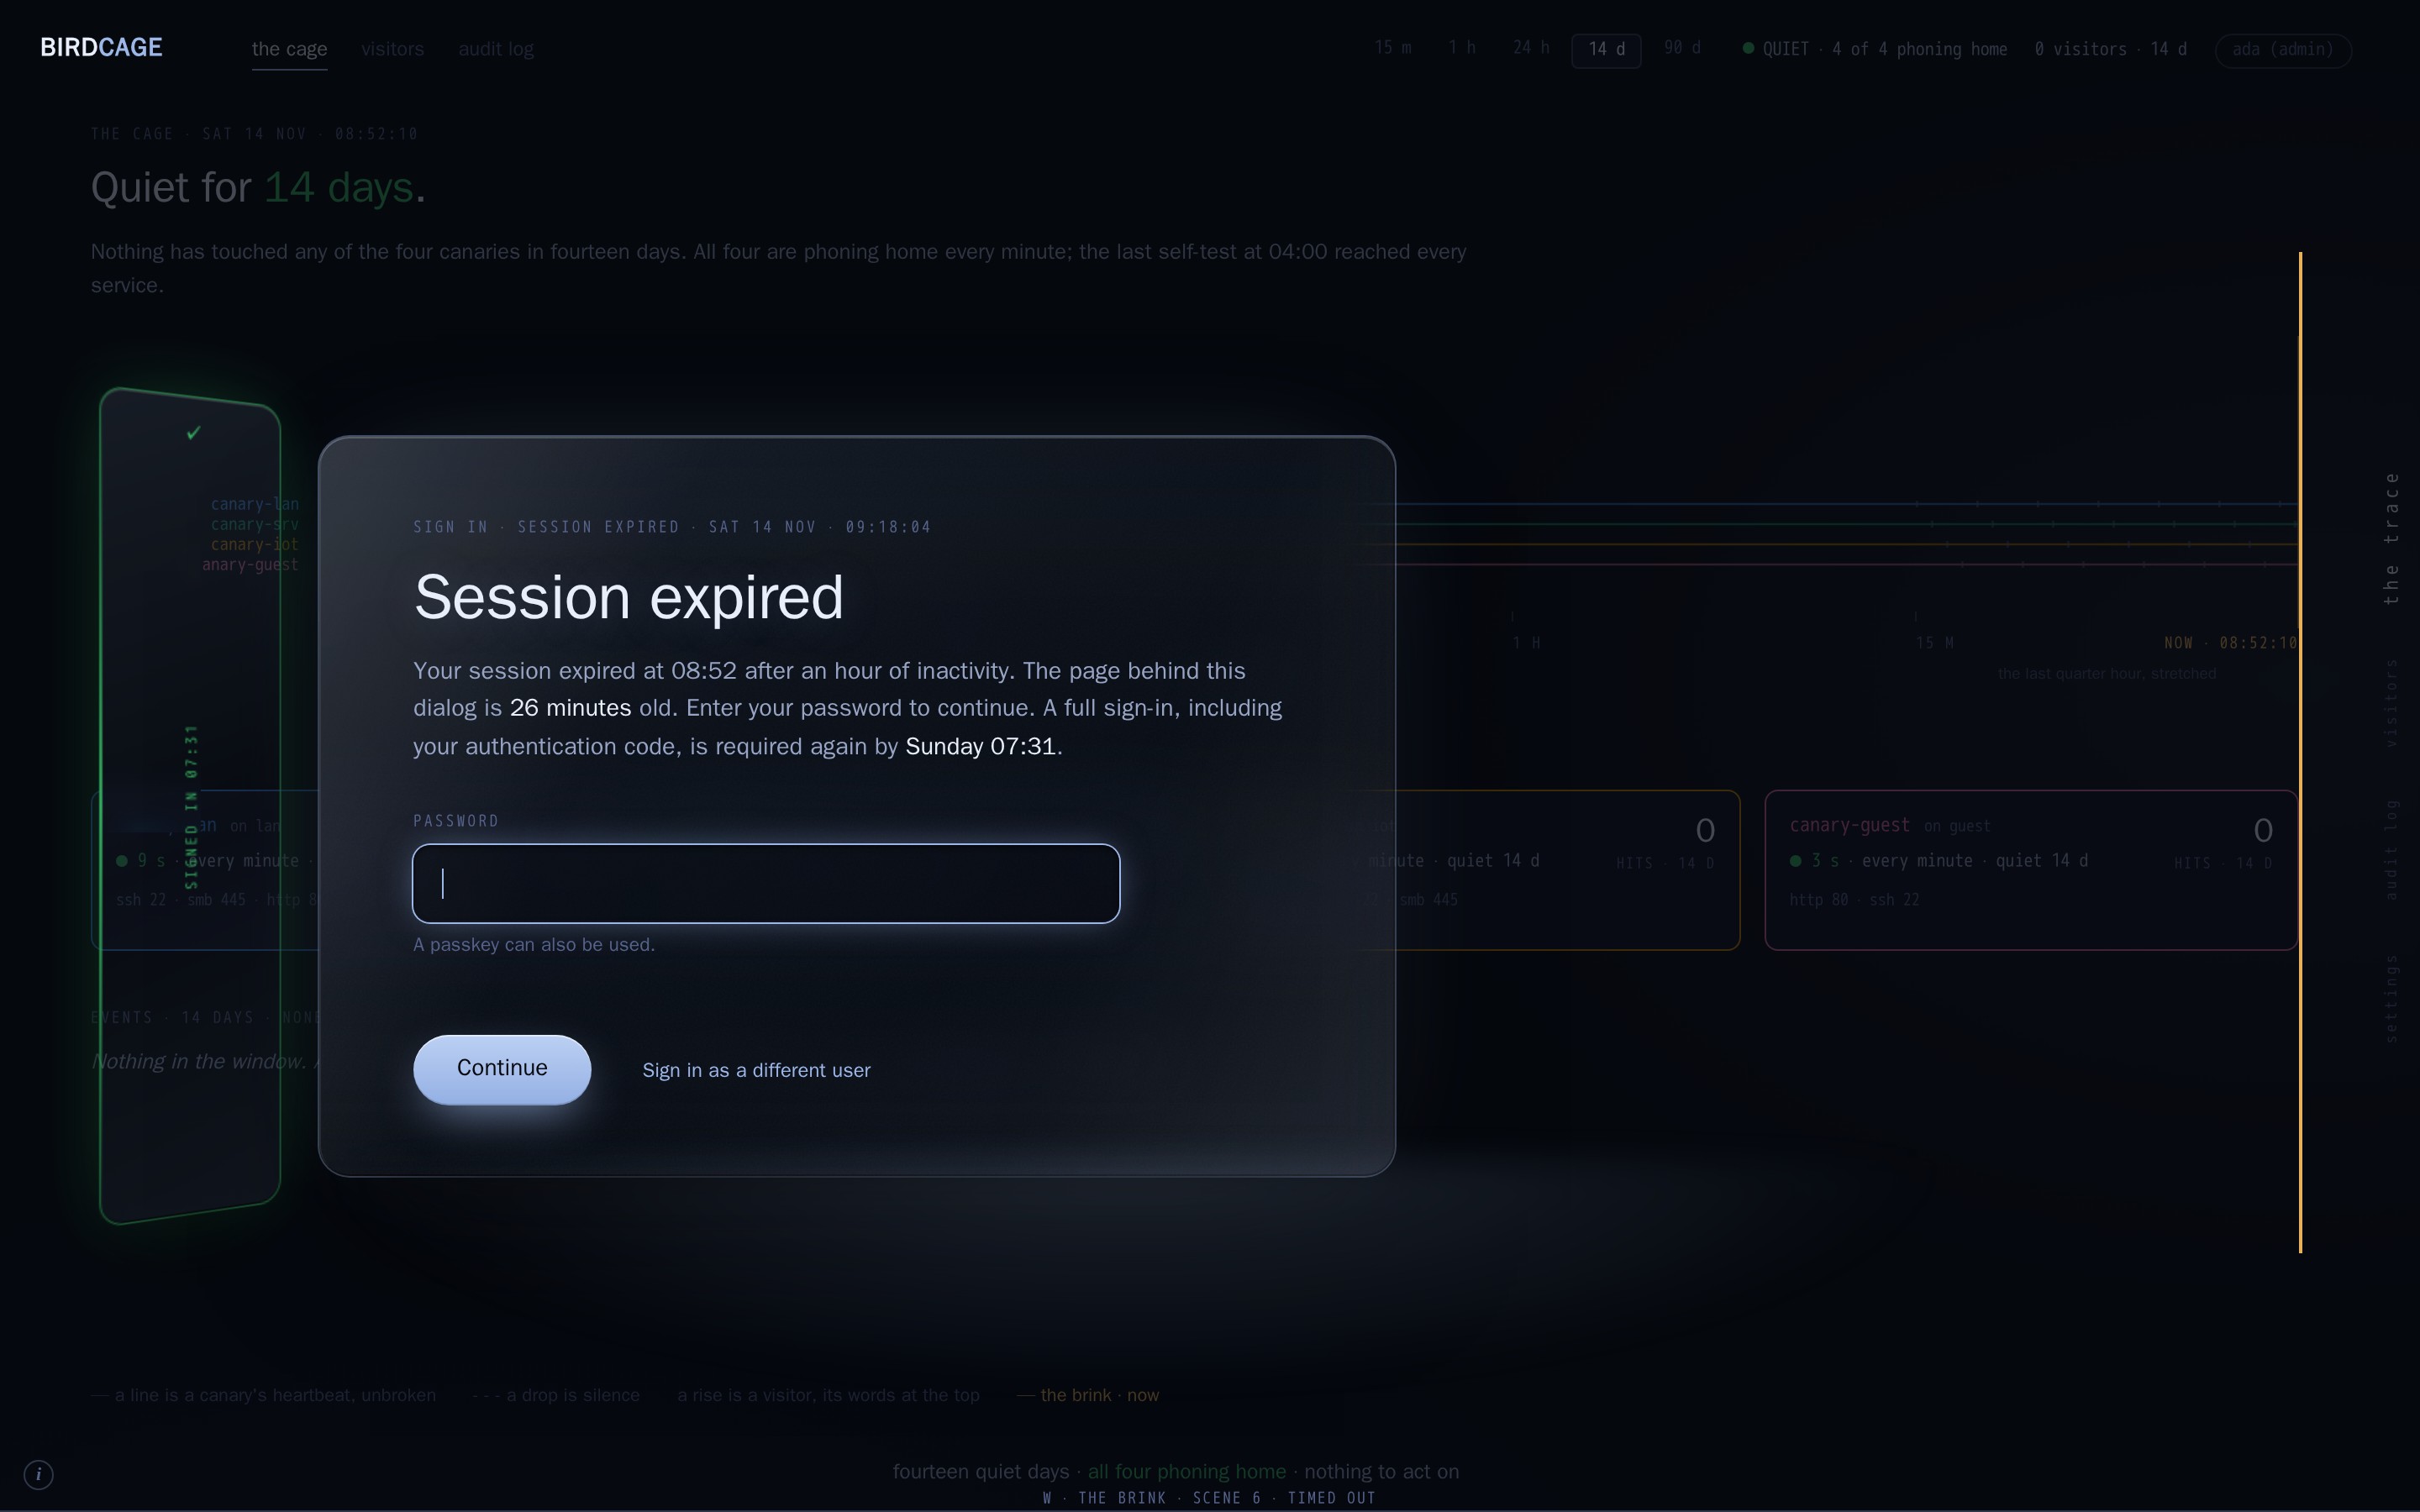 BIRDCAGE
the cage visitors audit log
15 m 1 h 24 h 14 d 90 d
QUIET · 4 of 4 phoning home 0 visitors · 14 d
ada (admin)
THE CAGE · SAT 14 NOV · 08:52:10
Quiet for 14 days.
Nothing has touched any of the four canaries in fourteen days. All four are phoning home every minute; the last self-test at 04:00 reached every
service.
✓
SIGNED IN 07:31
canary-lan
canary-srv
canary-iot
anary-guest
SIGN IN · SESSION EXPIRED · SAT 14 NOV · 09:18:04
Session expired
Your session expired at 08:52 after an hour of inactivity. The page behind this
dialog is 26 minutes old. Enter your password to continue. A full sign-in, including
your authentication code, is required again by Sunday 07:31.
PASSWORD
A passkey can also be used.
Continue
Sign in as a different user
1 H
15 M
NOW · 08:52:10
the last quarter hour, stretched
an on lan
9 s · every minute ·
ssh 22 · smb 445 · http 8
0
minute · quiet 14 d
HITS · 14 D
smb 445
canary-guest on guest
0
3 s · every minute · quiet 14 d
HITS · 14 D
http 80 · ssh 22
EVENTS · 14 DAYS · NONE
Nothing in the window.
the trace
visitors
audit log
settings
— a line is a canary's heartbeat, unbroken
- - - a drop is silence
a rise is a visitor, its words at the top
— the brink · now
i
fourteen quiet days · all four phoning home · nothing to act on
W · THE BRINK · SCENE 6 · TIMED OUT